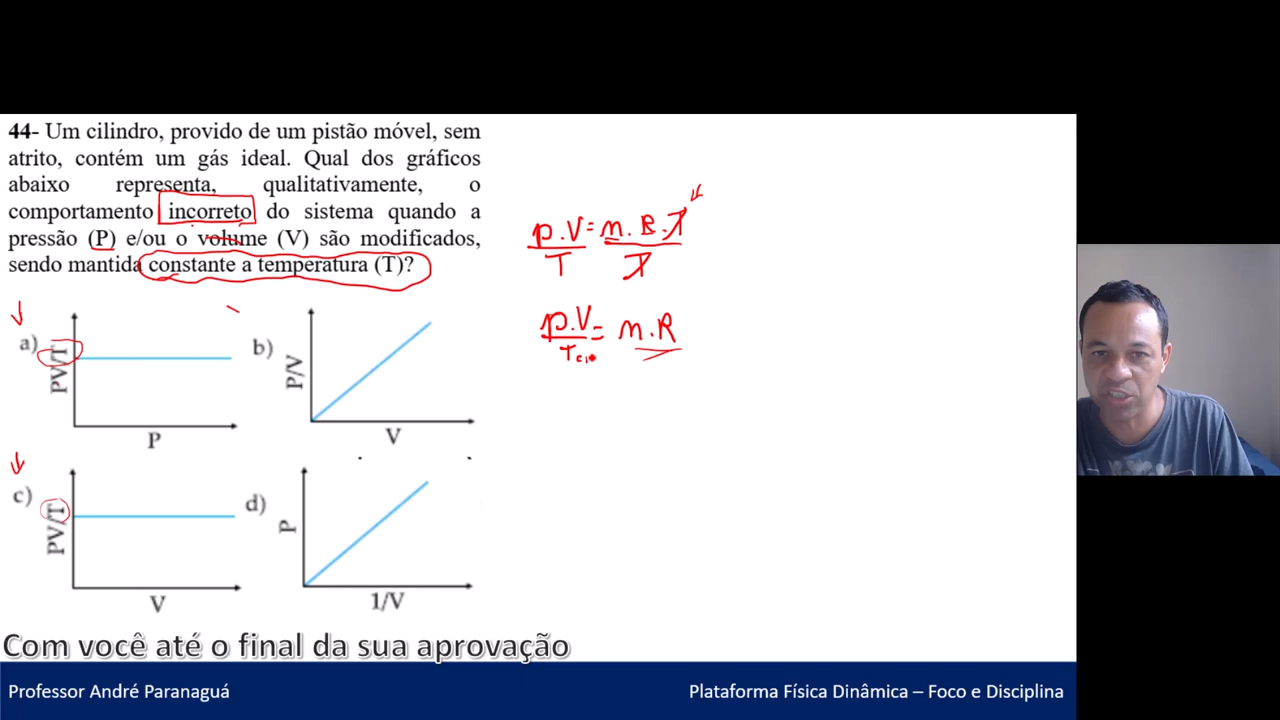 44- Um cilindro, provido de um pistão móvel, sem
atrito, contém um gás ideal. Qual dos gráficos
abaixo representa, qualitativamente, o
comportamento incorreto do sistema quando a
pressão (P) e/ou o volume (V) são modificados,
sendo mantida constante a temperatura (T)?
p.V = n.R.T
T T
p.V = n.R
T
a)
PV/T
P
b)
P/V
V
c)
PV/T
V
d)
P
1/V
Com você até o final da sua aprovação
Professor André Paranaguá
Plataforma Física Dinâmica – Foco e Disciplina